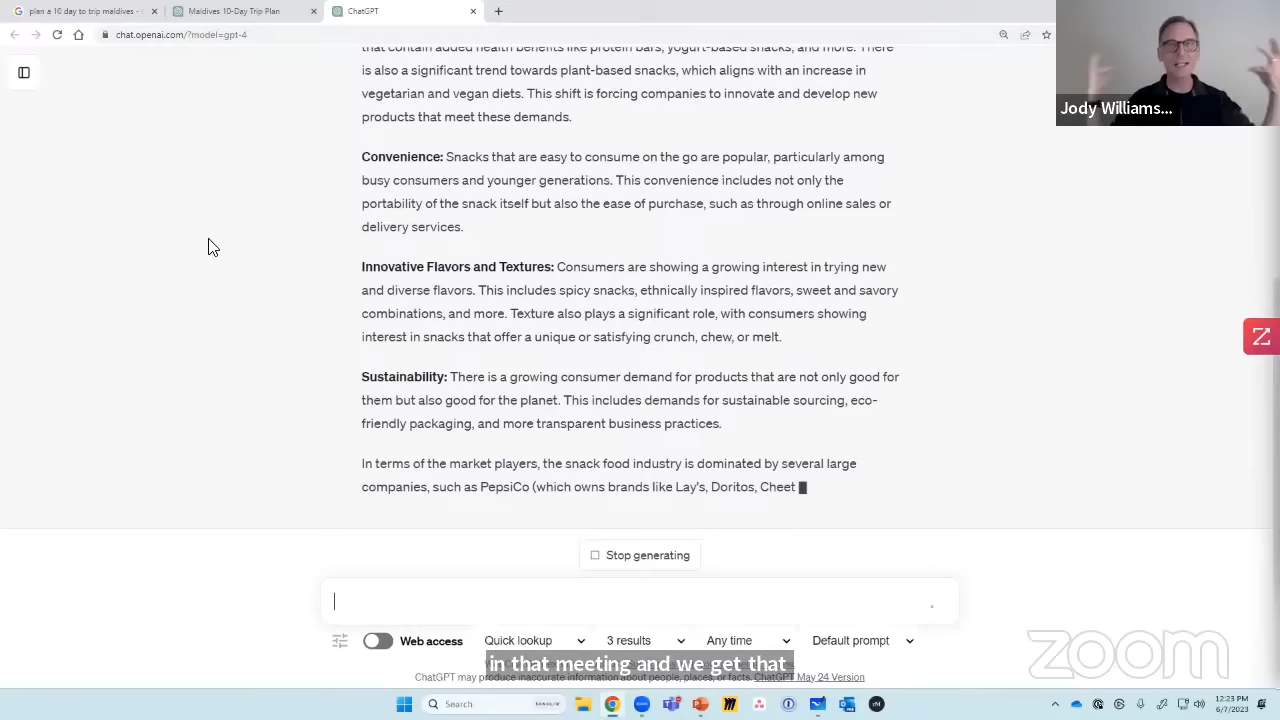 plan a 10 day trip maldives -
Maldives 10-Day Trip Plan
ChatGPT
chat.openai.com/?model=gpt-4
Jody Williams...
that contain added health benefits like protein bars, yogurt-based snacks, and more. There
is also a significant trend towards plant-based snacks, which aligns with an increase in
vegetarian and vegan diets. This shift is forcing companies to innovate and develop new
products that meet these demands.
Convenience: Snacks that are easy to consume on the go are popular, particularly among
busy consumers and younger generations. This convenience includes not only the
portability of the snack itself but also the ease of purchase, such as through online sales or
delivery services.
Innovative Flavors and Textures: Consumers are showing a growing interest in trying new
and diverse flavors. This includes spicy snacks, ethnically inspired flavors, sweet and savory
combinations, and more. Texture also plays a significant role, with consumers showing
interest in snacks that offer a unique or satisfying crunch, chew, or melt.
Sustainability: There is a growing consumer demand for products that are not only good for
them but also good for the planet. This includes demands for sustainable sourcing, eco-
friendly packaging, and more transparent business practices.
In terms of the market players, the snack food industry is dominated by several large
companies, such as PepsiCo (which owns brands like Lay's, Doritos, Cheet
Stop generating
Web access
Quick lookup
3 results
Any time
Default prompt
in that meeting and we get that
ChatGPT may produce inaccurate information about people, places, or facts. ChatGPT May 24 Version
zoom
Search
12:23 PM
6/7/2023